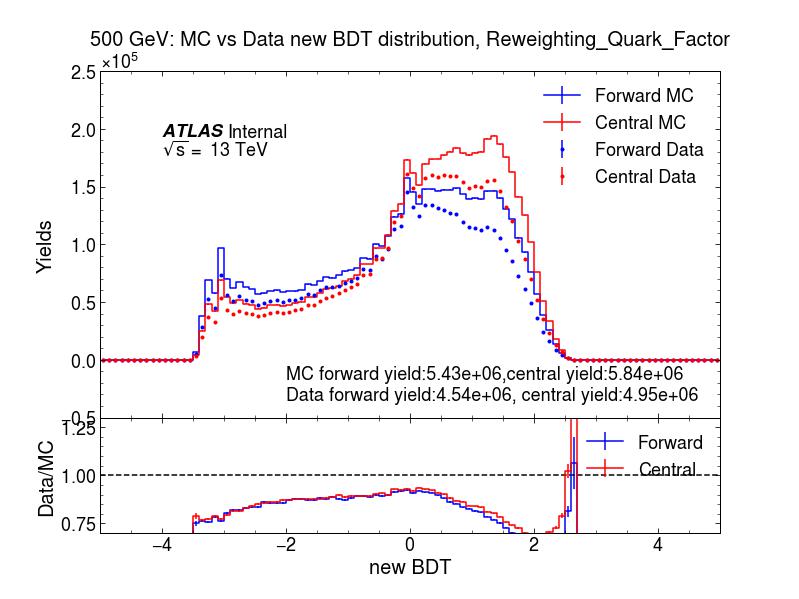 500 GeV: MC vs Data new BDT distribution, Reweighting_Quark_Factor
×10⁵
2.5
2.0
1.5
1.0
0.5
0.0
−0.5
Yields
ATLAS Internal
√s = 13 TeV
Forward MC
Central MC
Forward Data
Central Data
MC forward yield:5.43e+06,central yield:5.84e+06
Data forward yield:4.54e+06, central yield:4.95e+06
1.25
1.00
0.75
Data/MC
Forward
Central
−4 −2 0 2 4
new BDT